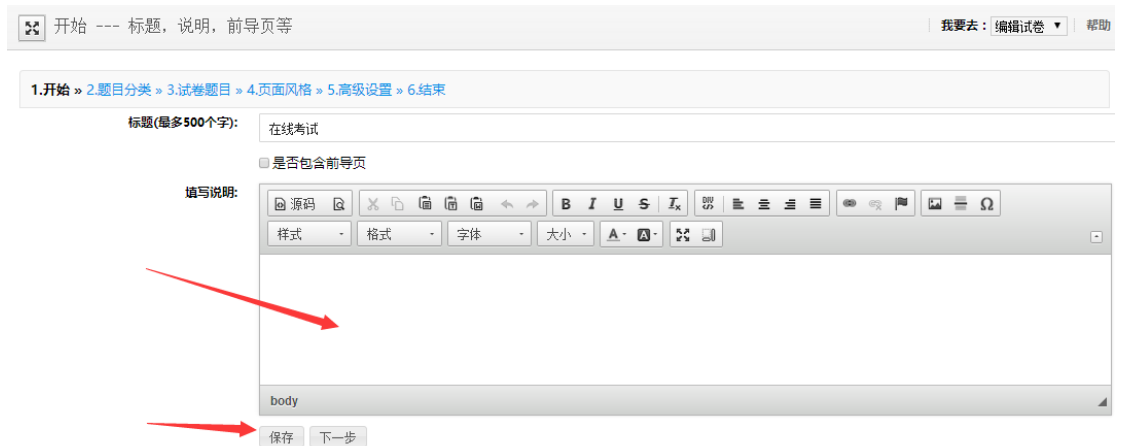 开始 --- 标题，说明，前导页等
我要去： 编辑试卷 帮助
1.开始 » 2.题目分类 » 3.试卷题目 » 4.页面风格 » 5.高级设置 » 6.结束
标题(最多500个字): 在线考试
是否包含前导页
填写说明:
源码 B I U S Ix DIV </> Ω
样式 格式 字体 大小 A A
body
保存 下一步